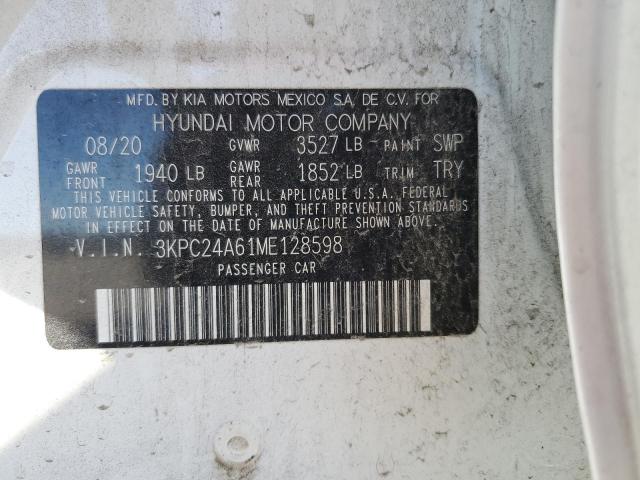 MFD. BY KIA MOTORS MEXICO S.A. DE C.V. FOR
HYUNDAI MOTOR COMPANY
08/20 GVWR 3527 LB PAINT SWP
GAWR FRONT 1940 LB GAWR REAR 1852 LB TRIM TRY
THIS VEHICLE CONFORMS TO ALL APPLICABLE U.S.A. FEDERAL
MOTOR VEHICLE SAFETY, BUMPER, AND THEFT PREVENTION STANDARDS
IN EFFECT ON THE DATE OF MANUFACTURE SHOWN ABOVE.
V.I.N. 3KPC24A61ME128598
PASSENGER CAR